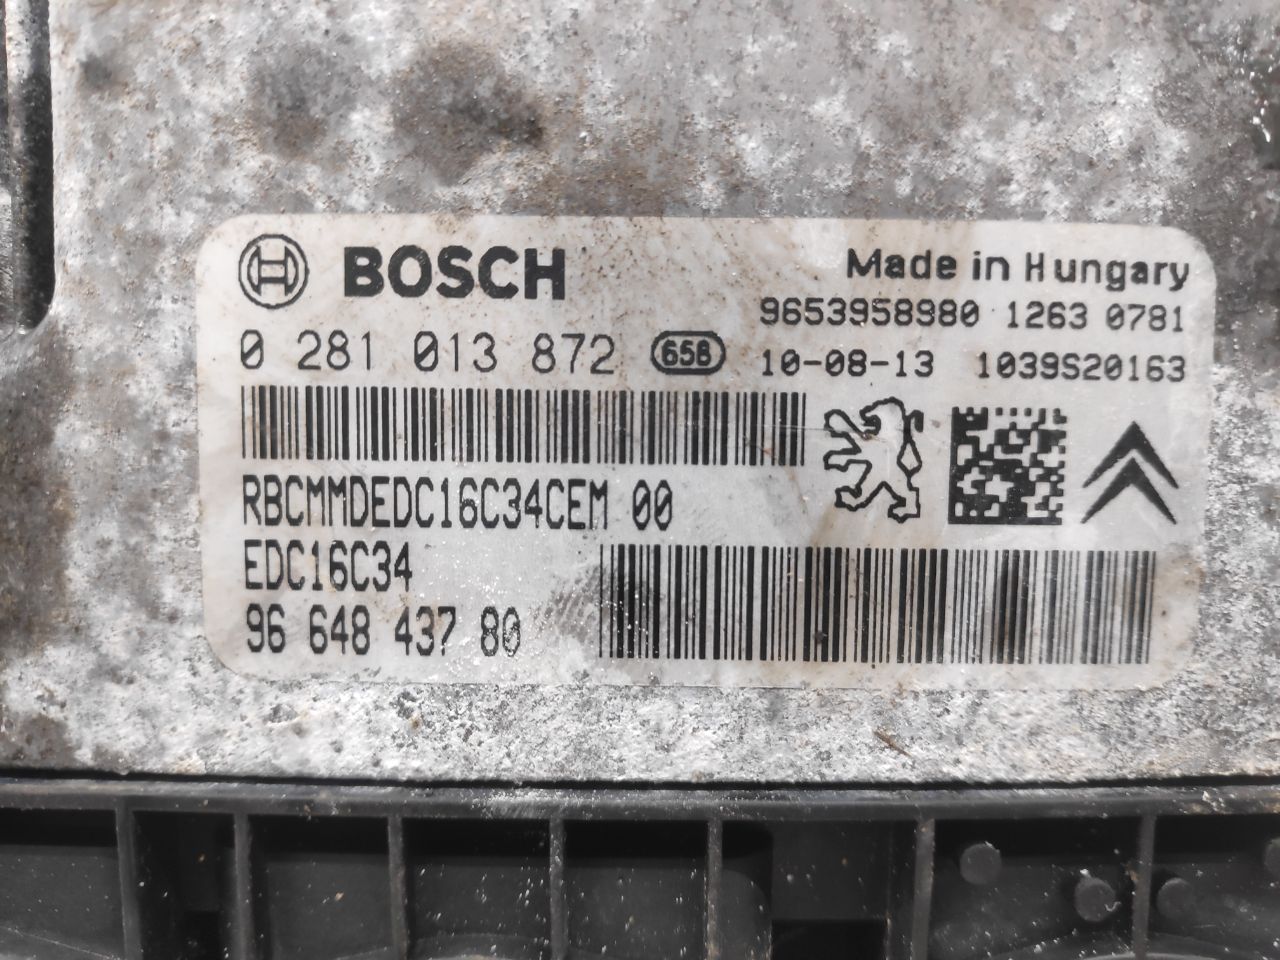 BOSCH
Made in Hungary
9653958980 1263 0781
0 281 013 872 65B 10-08-13 1039S20163
RBCMMDEDC16C34CEM 00
EDC16C34
96 648 437 80